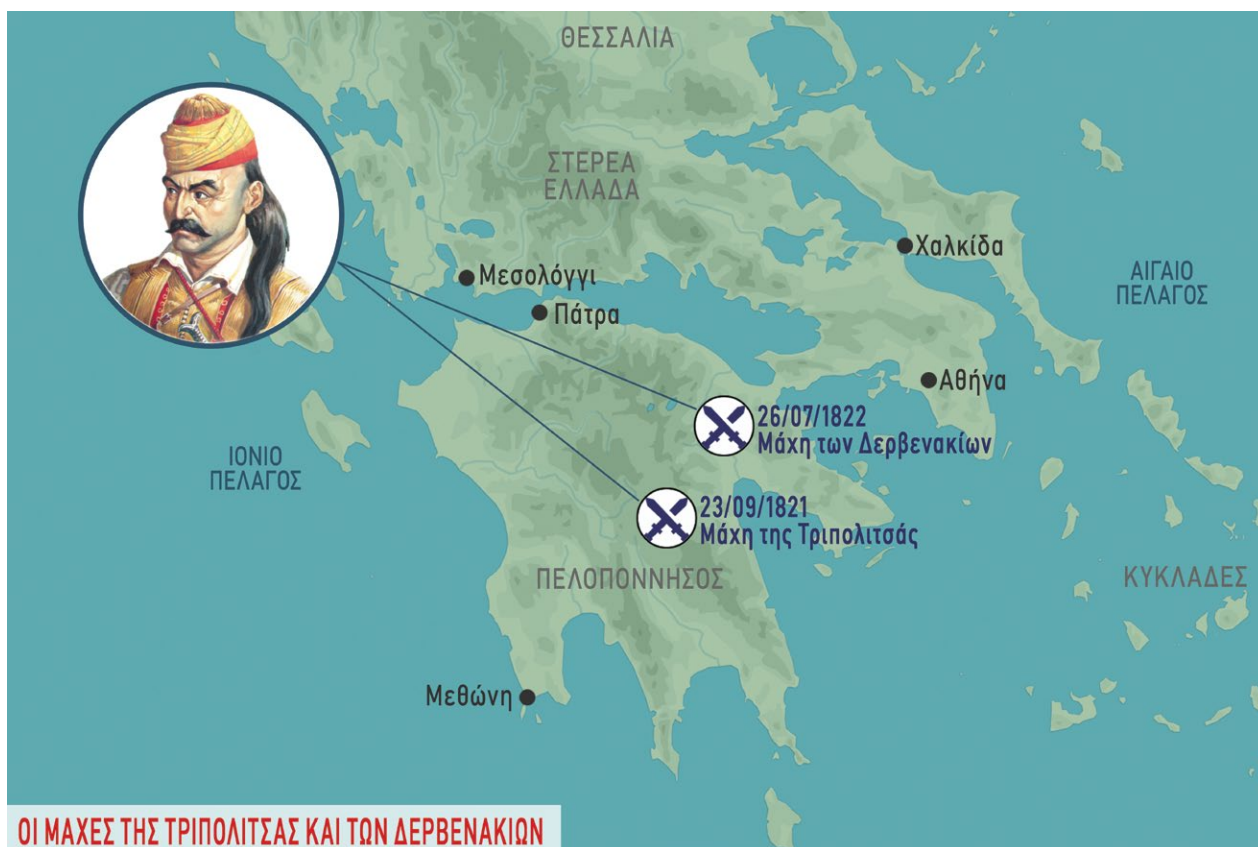 ΘΕΣΣΑΛΙΑ
ΣΤΕΡΕΑ
ΕΛΛΑΔΑ
Χαλκίδα
Μεσολόγγι
ΑΙΓΑΙΟ
ΠΕΛΑΓΟΣ
Πάτρα
Αθήνα
26/07/1822
Μάχη των Δερβενακίων
ΙΟΝΙΟ
ΠΕΛΑΓΟΣ
23/09/1821
Μάχη της Τριπολιτσάς
ΠΕΛΟΠΟΝΝΗΣΟΣ
ΚΥΚΛΑΔΕΣ
Μεθώνη
ΟΙ ΜΑΧΕΣ ΤΗΣ ΤΡΙΠΟΛΙΤΣΑΣ ΚΑΙ ΤΩΝ ΔΕΡΒΕΝΑΚΙΩΝ